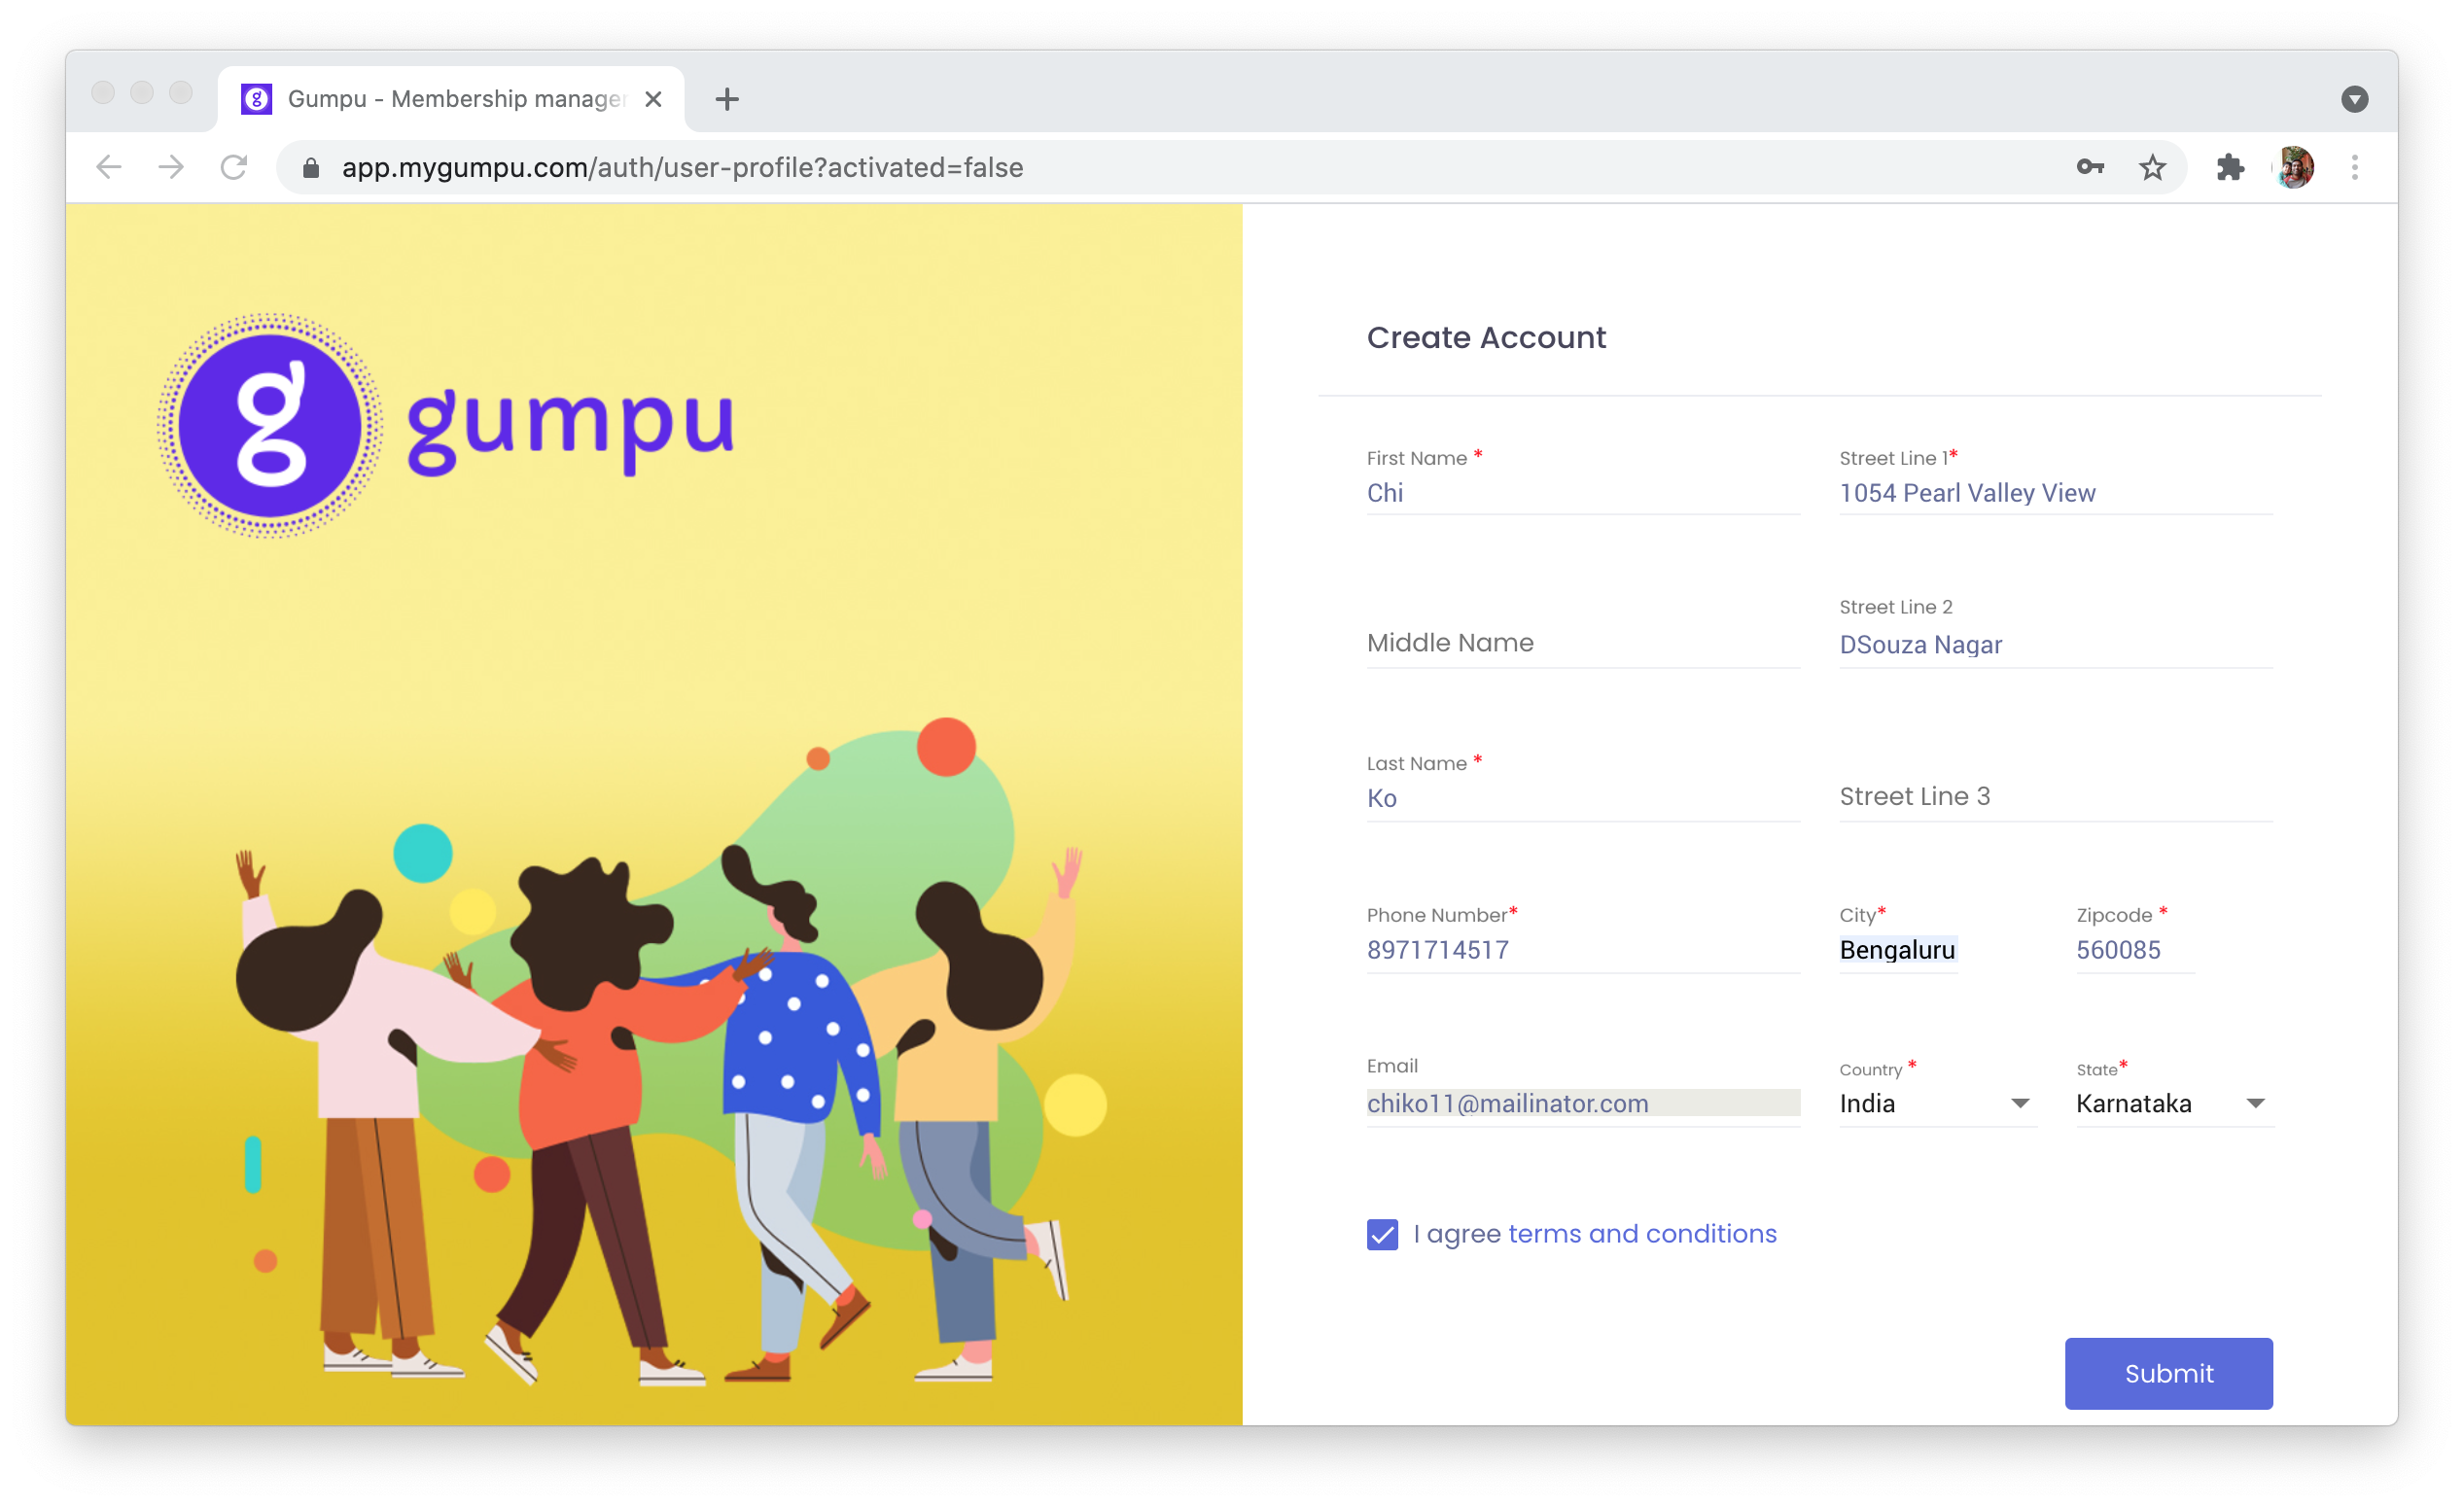 Gumpu - Membership manager
app.mygumpu.com/auth/user-profile?activated=false
g gumpu
Create Account
First Name *
Chi
Street Line 1*
1054 Pearl Valley View
Middle Name
Street Line 2
DSouza Nagar
Last Name *
Ko
Street Line 3
Phone Number*
8971714517
City*
Bengaluru
Zipcode *
560085
Email
chiko11@mailinator.com
Country *
India
State*
Karnataka
I agree terms and conditions
Submit